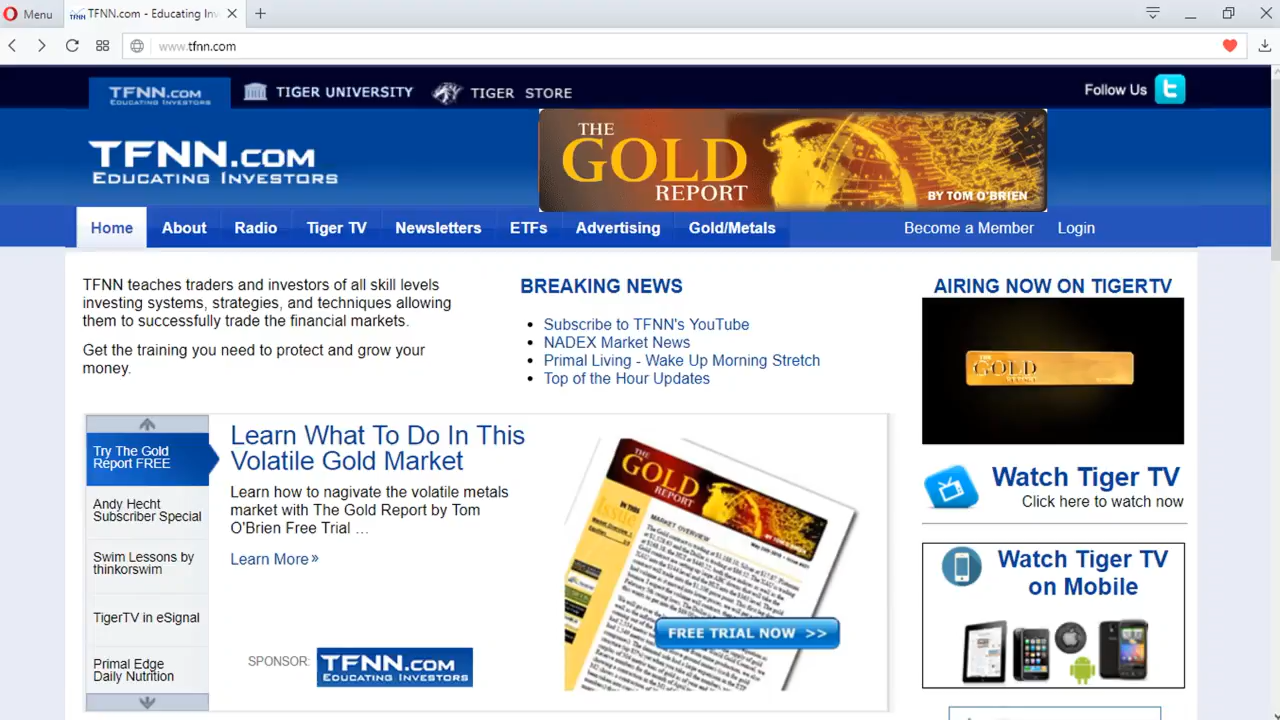 Menu
TFNN.com - Educating Inv
www.tfnn.com
TFNN.COM
EDUCATING INVESTORS
TIGER UNIVERSITY
TIGER STORE
Follow Us
TFNN.COM
EDUCATING INVESTORS
THE
GOLD
REPORT
BY TOM O'BRIEN
Home
About
Radio
Tiger TV
Newsletters
ETFs
Advertising
Gold/Metals
Become a Member
Login
TFNN teaches traders and investors of all skill levels
investing systems, strategies, and techniques allowing
them to successfully trade the financial markets.
Get the training you need to protect and grow your
money.
BREAKING NEWS
Subscribe to TFNN's YouTube
NADEX Market News
Primal Living - Wake Up Morning Stretch
Top of the Hour Updates
AIRING NOW ON TIGERTV
THE
GOLD
Watch Tiger TV
Click here to watch now
Watch Tiger TV
on Mobile
Try The Gold
Report FREE
Andy Hecht
Subscriber Special
Swim Lessons by
thinkorswim
TigerTV in eSignal
Primal Edge
Daily Nutrition
Learn What To Do In This
Volatile Gold Market
Learn how to nagivate the volatile metals
market with The Gold Report by Tom
O'Brien Free Trial …
Learn More »
SPONSOR:
TFNN.COM
EDUCATING INVESTORS
THE
GOLD
REPORT
BY TOM O'BRIEN
MARKET OVERVIEW
FREE TRIAL NOW >>